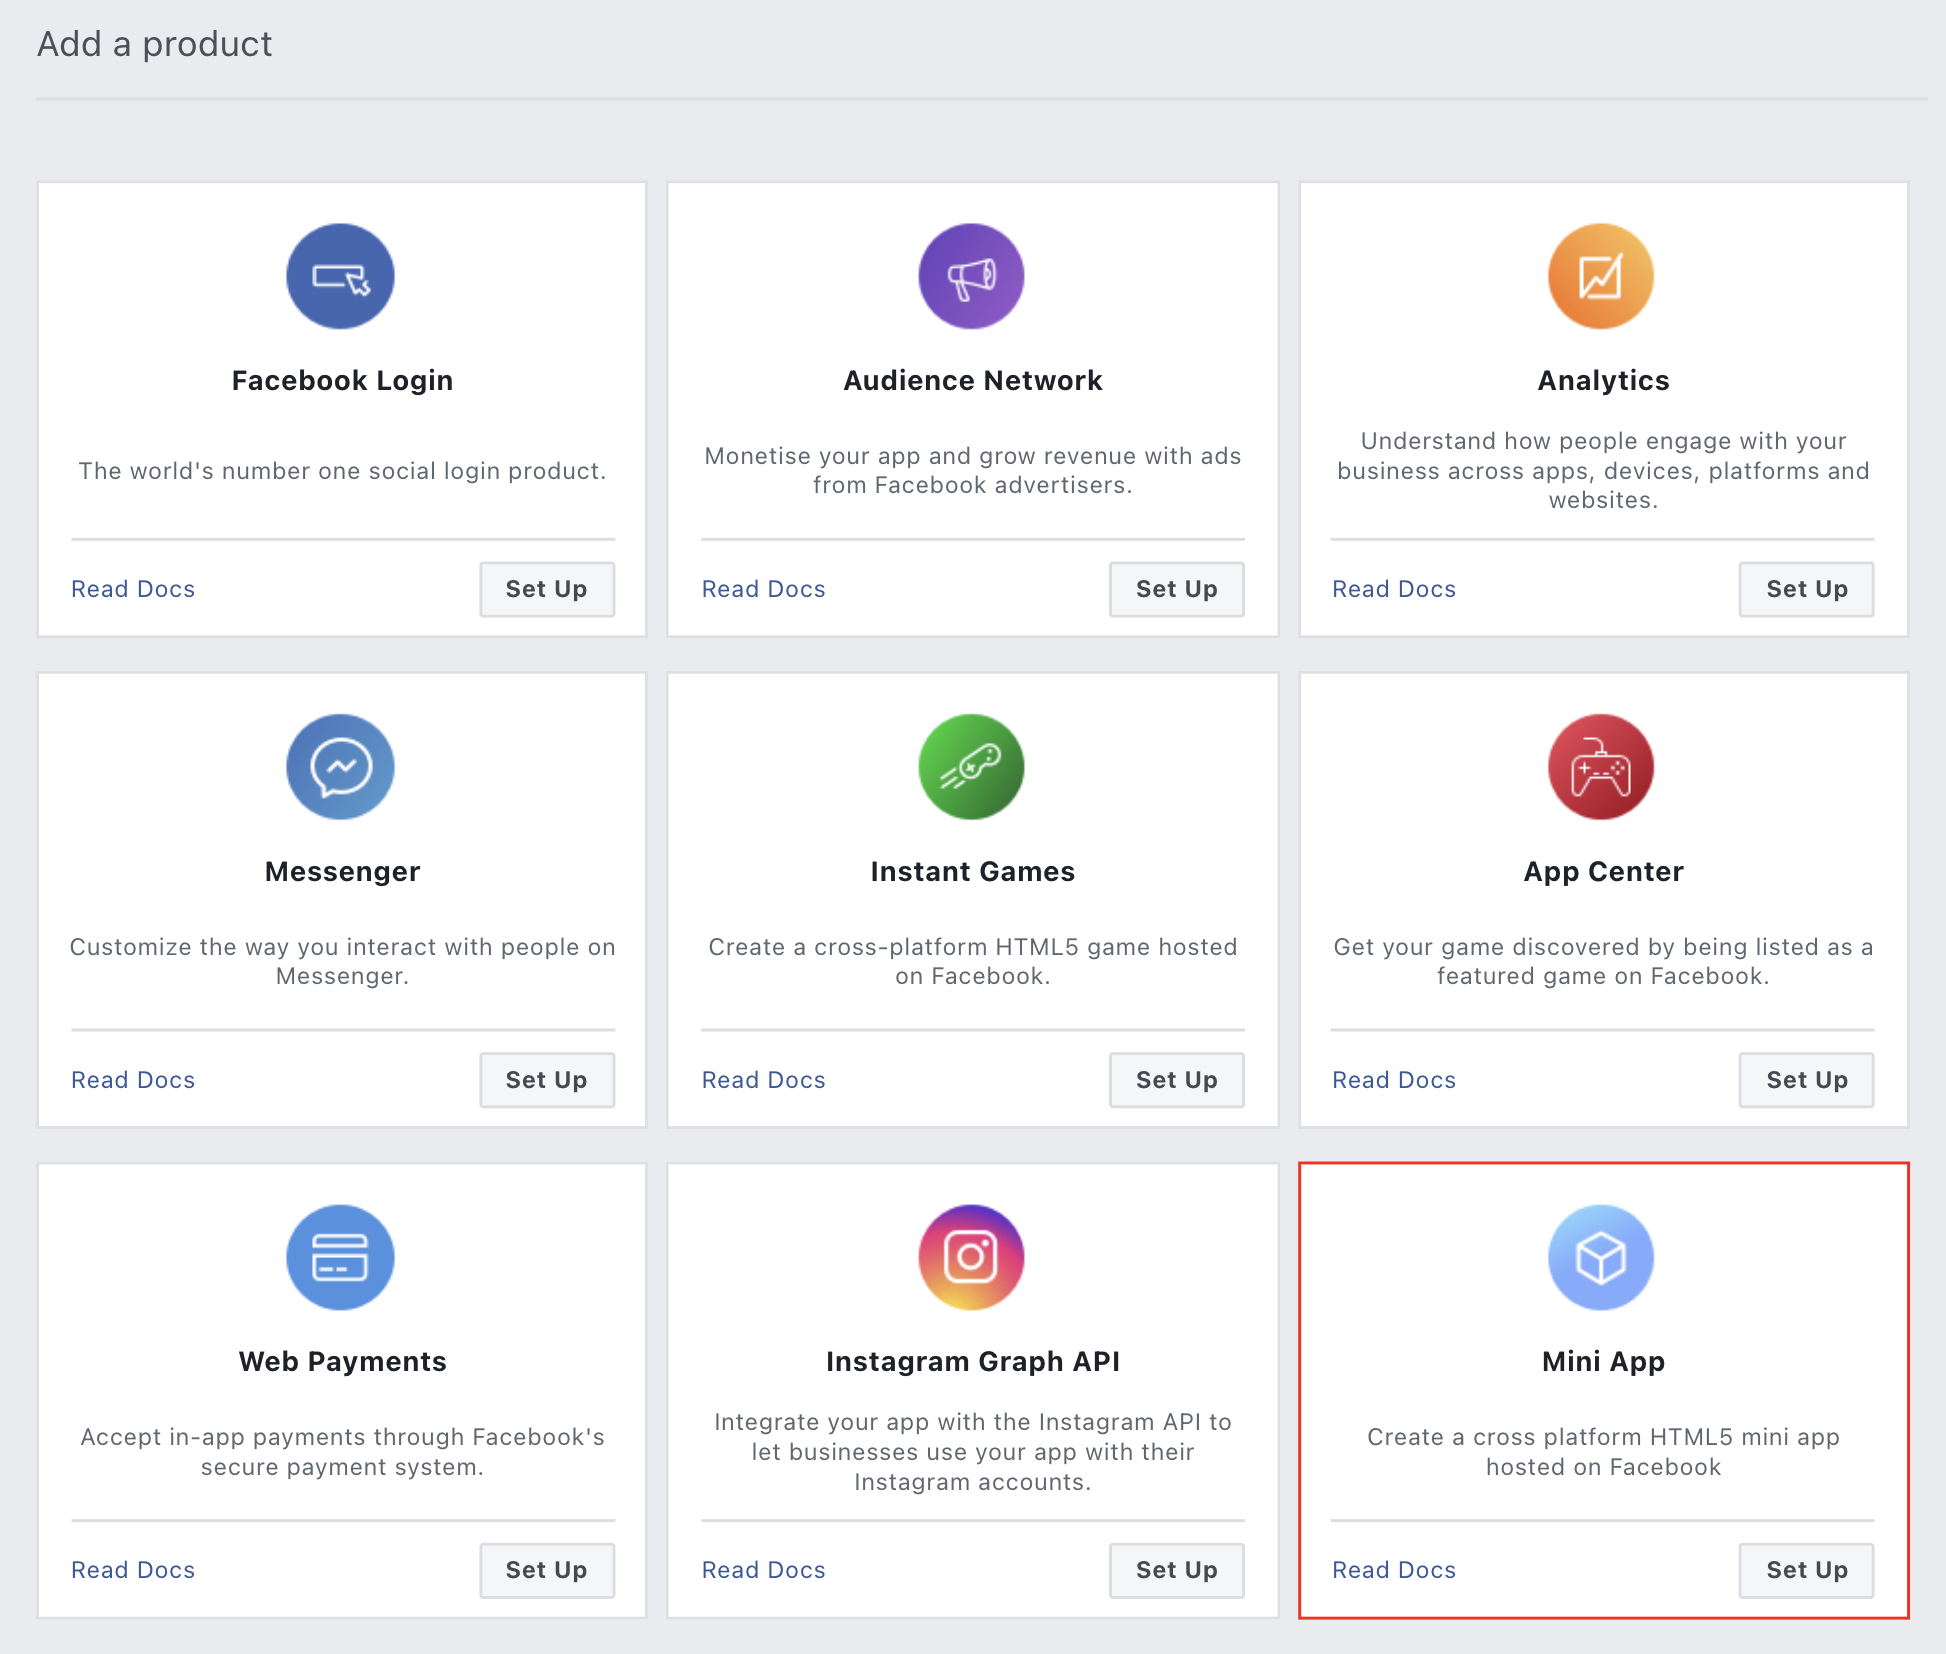 Add a product
Facebook Login
The world's number one social login product.
Read Docs
Set Up
Audience Network
Monetise your app and grow revenue with ads
from Facebook advertisers.
Read Docs
Set Up
Analytics
Understand how people engage with your
business across apps, devices, platforms and
websites.
Read Docs
Set Up
Messenger
Customize the way you interact with people on
Messenger.
Read Docs
Set Up
Instant Games
Create a cross-platform HTML5 game hosted
on Facebook.
Read Docs
Set Up
App Center
Get your game discovered by being listed as a
featured game on Facebook.
Read Docs
Set Up
Web Payments
Accept in-app payments through Facebook's
secure payment system.
Read Docs
Set Up
Instagram Graph API
Integrate your app with the Instagram API to
let businesses use your app with their
Instagram accounts.
Read Docs
Set Up
Mini App
Create a cross platform HTML5 mini app
hosted on Facebook
Read Docs
Set Up